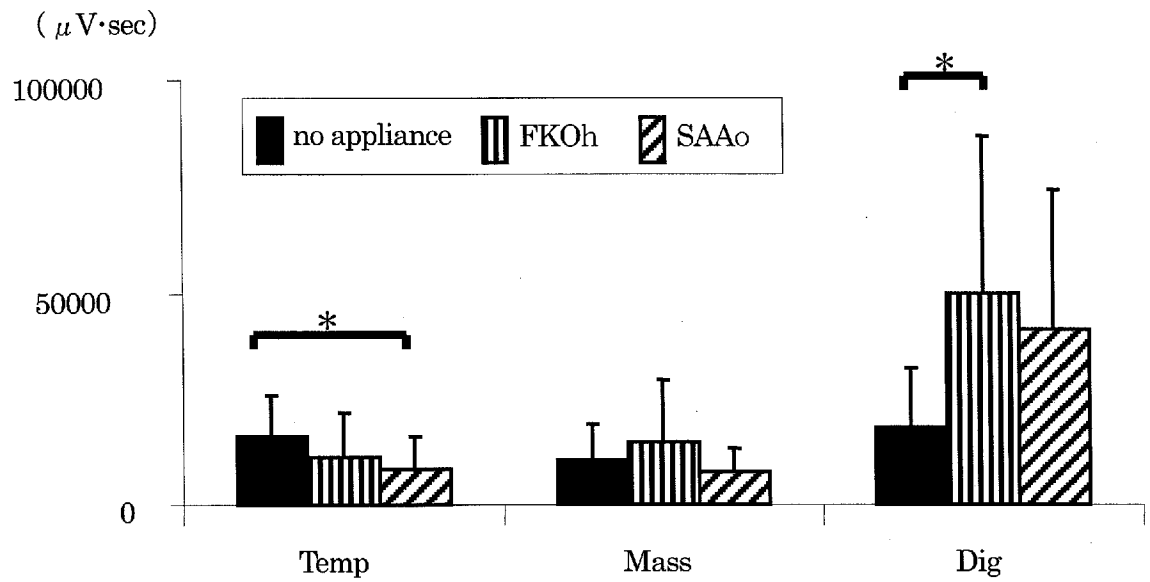 ( μV·sec)
100000
*
no appliance FKOh SAAo
50000
*
0
Temp Mass Dig